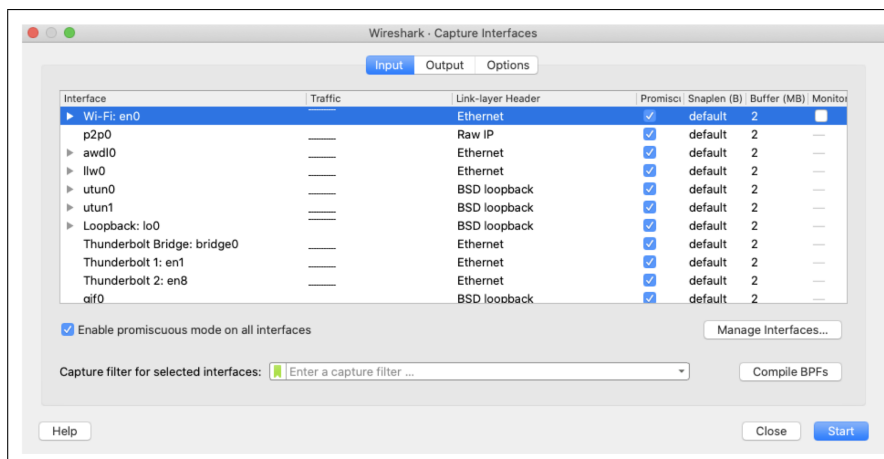 Wireshark · Capture Interfaces
Input Output Options
Interface Traffic Link-layer Header Promisc Snaplen (B) Buffer (MB) Monitor
Wi-Fi: en0 Ethernet default 2
p2p0 Raw IP default 2 —
awdl0 Ethernet default 2 —
llw0 Ethernet default 2 —
utun0 BSD loopback default 2 —
utun1 BSD loopback default 2 —
Loopback: lo0 BSD loopback default 2 —
Thunderbolt Bridge: bridge0 Ethernet default 2 —
Thunderbolt 1: en1 Ethernet default 2 —
Thunderbolt 2: en8 Ethernet default 2 —
gif0 BSD loopback default 2 —
Enable promiscuous mode on all interfaces Manage Interfaces...
Capture filter for selected interfaces: Enter a capture filter ... Compile BPFs
Help Close Start